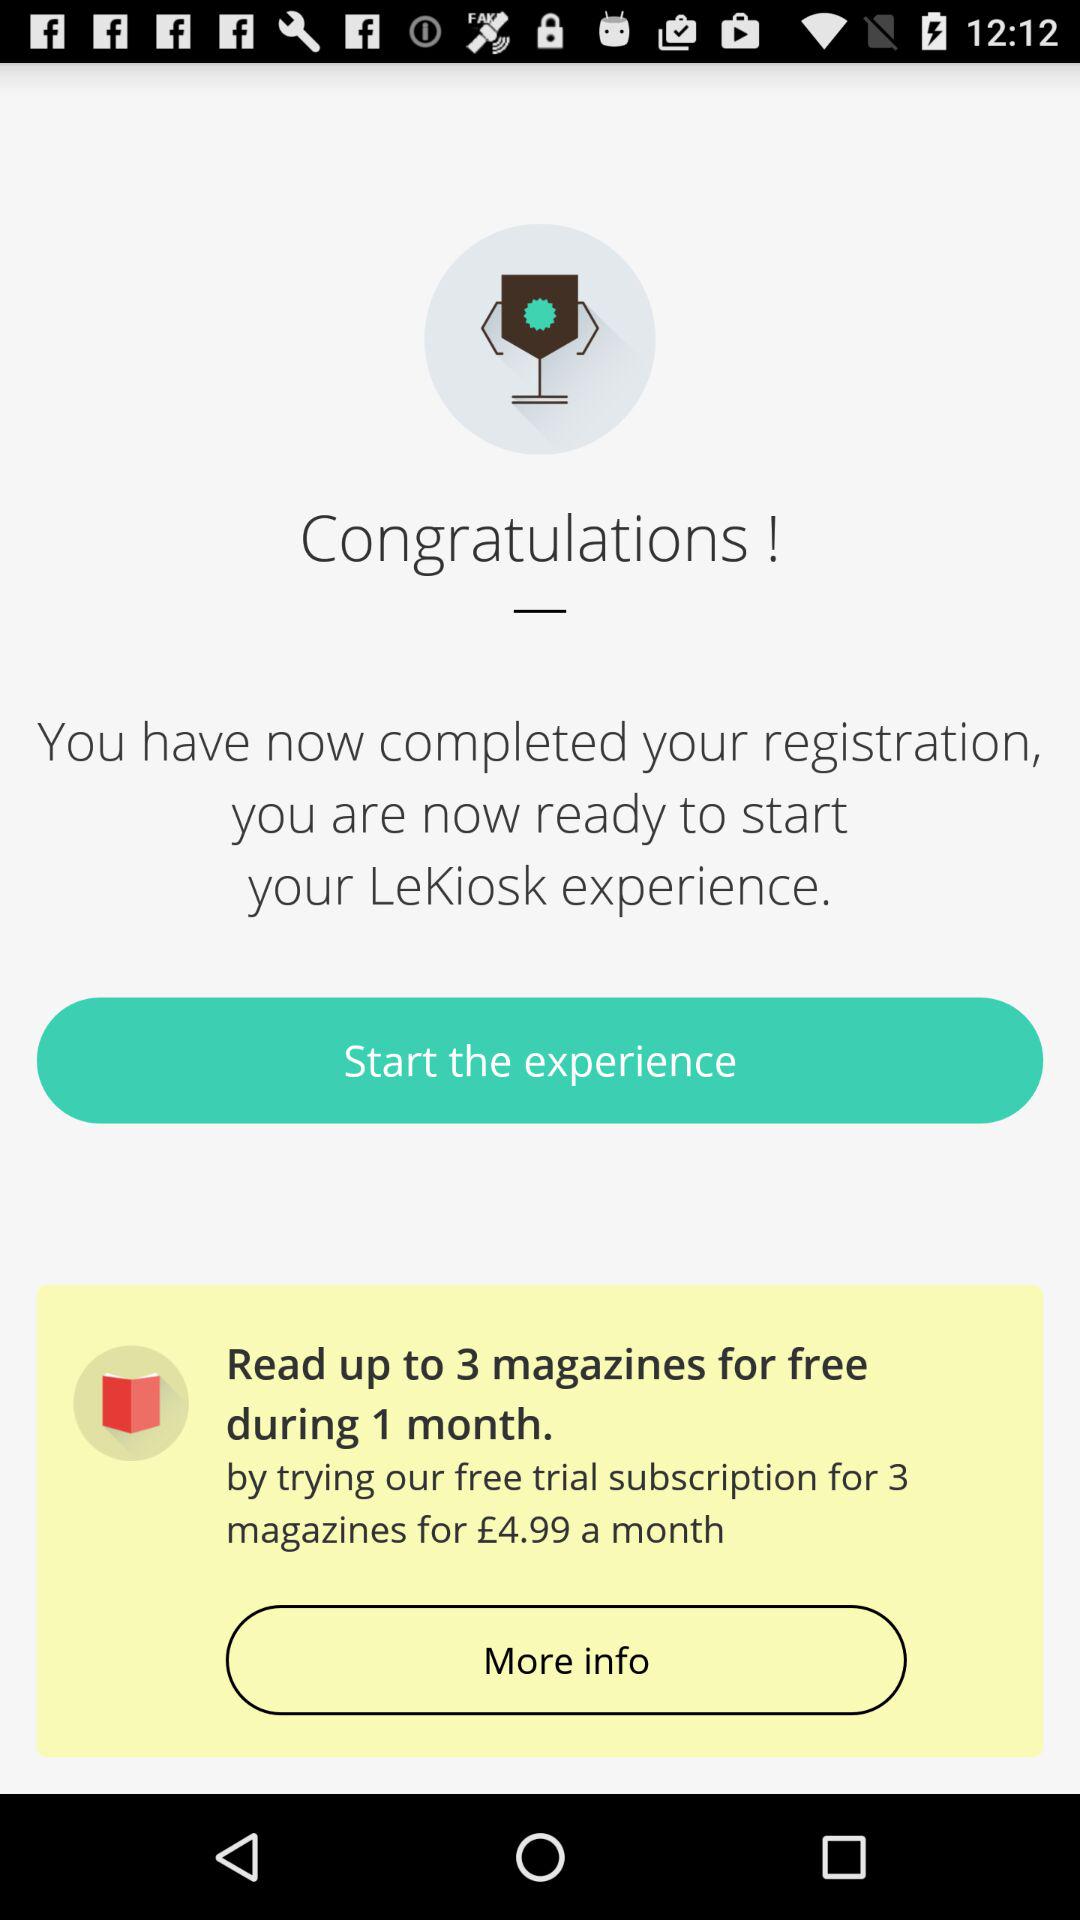 FAKE
12:12
Congratulations !
You have now completed your registration,
you are now ready to start
your LeKiosk experience.
Start the experience
Read up to 3 magazines for free
during 1 month.
by trying our free trial subscription for 3
magazines for £4.99 a month
More info